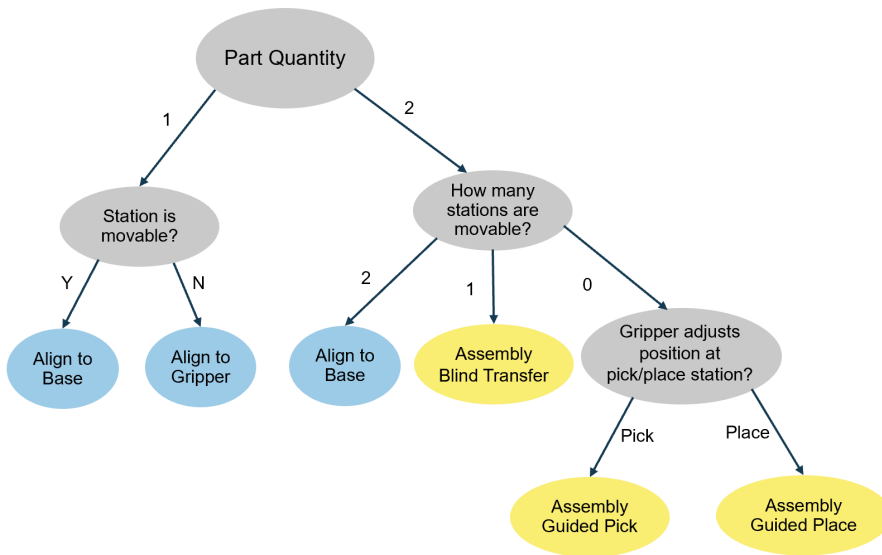 Part Quantity
1
2
Station is
movable?
How many
stations are
movable?
Y
N
2
1
0
Align to
Base
Align to
Gripper
Align to
Base
Assembly
Blind Transfer
Gripper adjusts
position at
pick/place station?
Pick
Place
Assembly
Guided Pick
Assembly
Guided Place